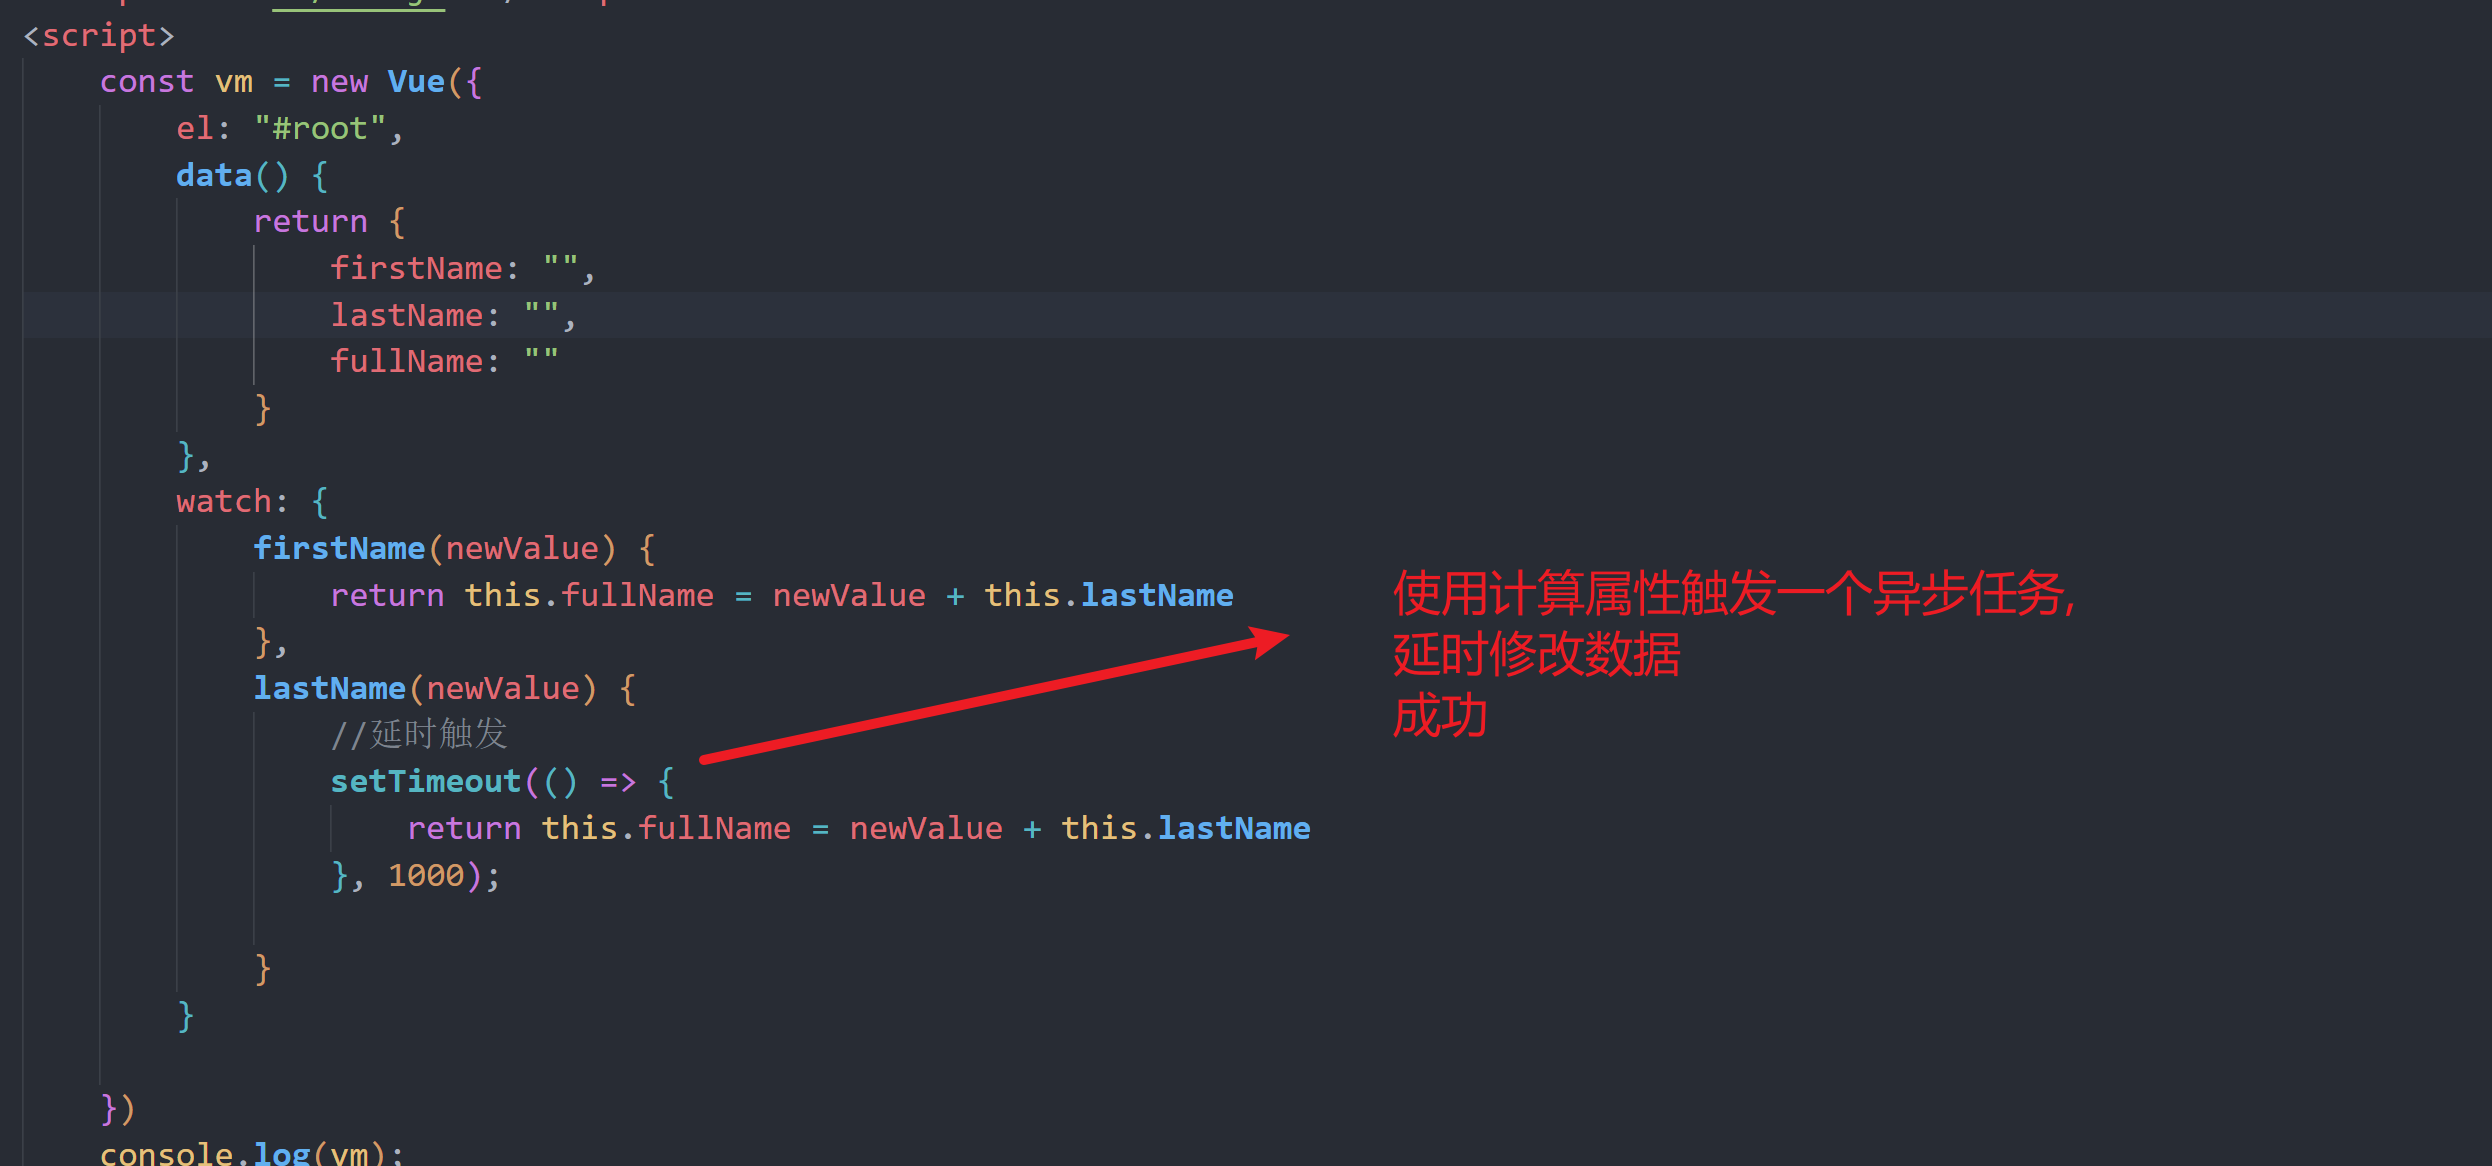 <script>
const vm = new Vue({
el: "#root",
data() {
return {
firstName: "",
lastName: "",
fullName: ""
}
},
watch: {
firstName(newValue) {
return this.fullName = newValue + this.lastName
},
lastName(newValue) {
//延时触发
setTimeout(() => {
return this.fullName = newValue + this.lastName
}, 1000);
}
}
})
console.log(vm);
使用计算属性触发一个异步任务,
延时修改数据
成功